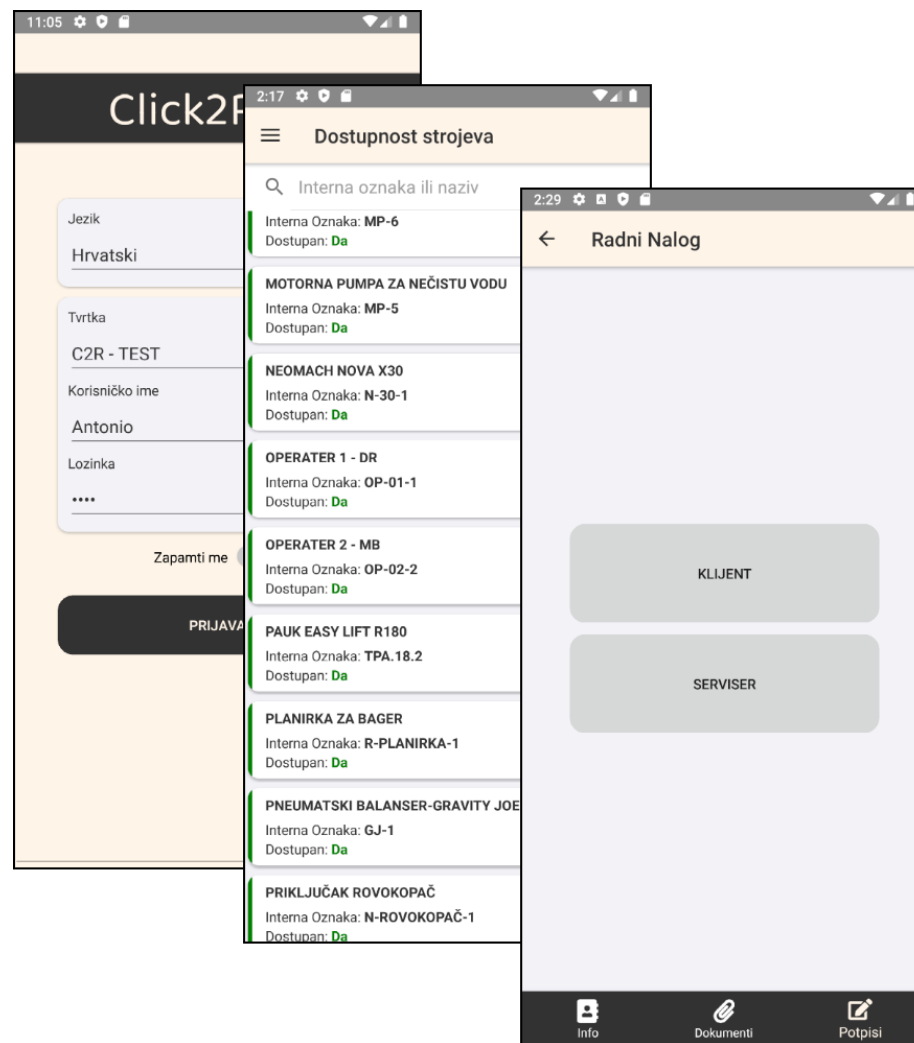 11:05
Click2
Jezik
Hrvatski
Tvrtka
C2R - TEST
Korisničko ime
Antonio
Lozinka
••••
Zapamti me
PRIJAVA
2:17
Dostupnost strojeva
Interna oznaka ili naziv
Interna Oznaka: MP-6
Dostupan: Da
MOTORNA PUMPA ZA NEČISTU VODU
Interna Oznaka: MP-5
Dostupan: Da
NEOMACH NOVA X30
Interna Oznaka: N-30-1
Dostupan: Da
OPERATER 1 - DR
Interna Oznaka: OP-01-1
Dostupan: Da
OPERATER 2 - MB
Interna Oznaka: OP-02-2
Dostupan: Da
PAUK EASY LIFT R180
Interna Oznaka: TPA.18.2
Dostupan: Da
PLANIRKA ZA BAGER
Interna Oznaka: R-PLANIRKA-1
Dostupan: Da
PNEUMATSKI BALANSER-GRAVITY JOE
Interna Oznaka: GJ-1
Dostupan: Da
PRIKLJUČAK ROVOKOPAČ
Interna Oznaka: N-ROVOKOPAČ-1
Dostupan: Da
2:29
Radni Nalog
KLIJENT
SERVISER
Info Dokumenti Potpisi